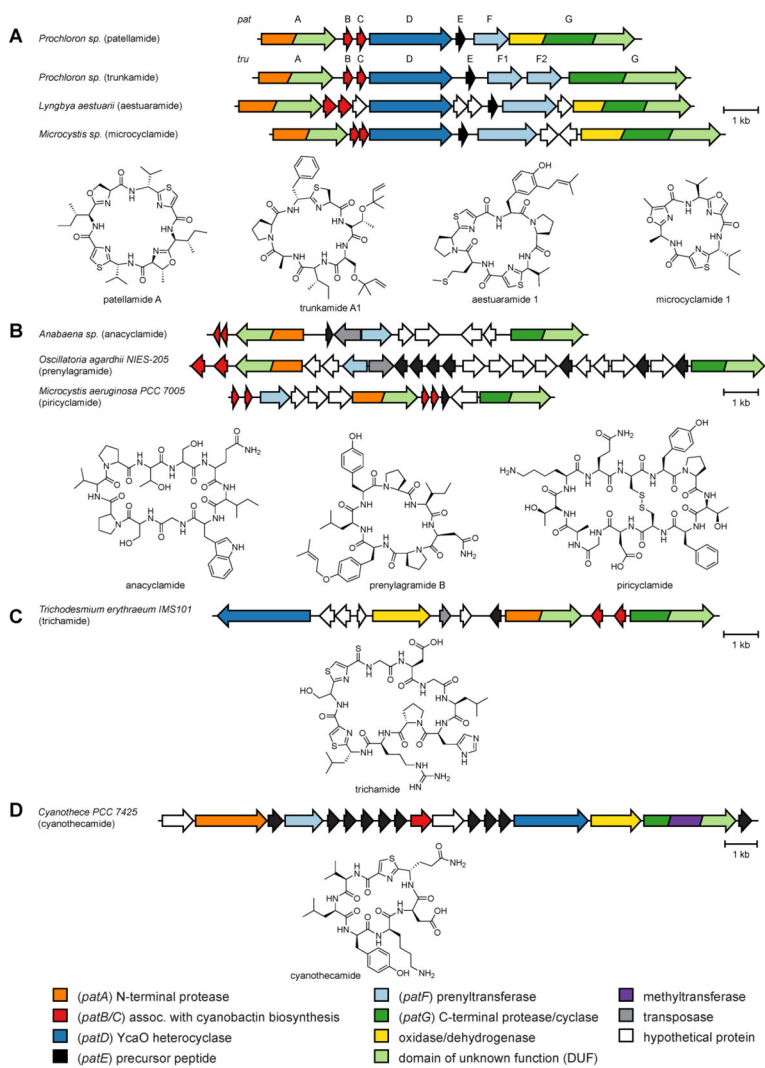 pat A B C D E F G
A
Prochloron sp. (patellamide)
tru A B C D E F1 F2 G
Prochloron sp. (trunkamide)
Lyngbya aestuarii (aestuaramide)
1 kb
Microcystis sp. (microcyclamide)
patellamide A
trunkamide A1
aestuaramide 1
microcyclamide 1
B
Anabaena sp. (anacyclamide)
Oscillatoria agardhii NIES-205
(prenylagramide)
Microcystis aeruginosa PCC 7005
(piricyclamide)
1 kb
anacyclamide
prenylagramide B
piricyclamide
C
Trichodesmium erythraeum IMS101
(trichamide)
1 kb
trichamide
D
Cyanothece PCC 7425
(cyanothecamide)
1 kb
cyanothecamide
(patA) N-terminal protease
(patF) prenyltransferase
methyltransferase
(patB/C) assoc. with cyanobactin biosynthesis
(patG) C-terminal protease/cyclase
transposase
(patD) YcaO heterocyclase
oxidase/dehydrogenase
hypothetical protein
(patE) precursor peptide
domain of unknown function (DUF)